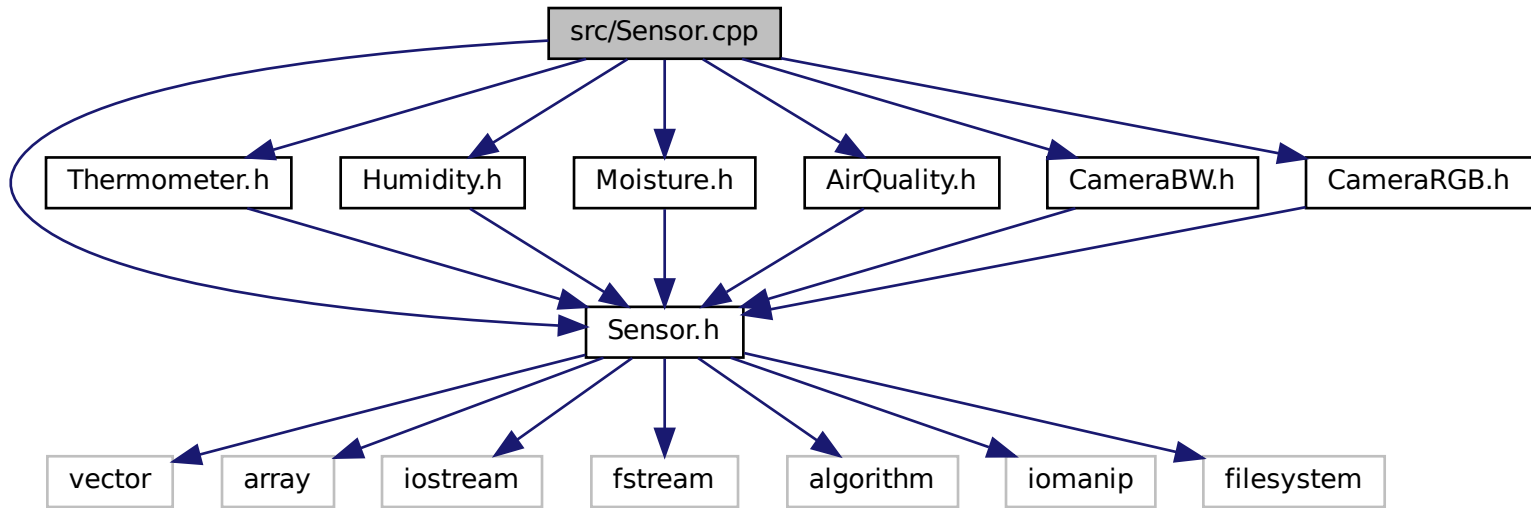 src/Sensor.cpp
Thermometer.h
Humidity.h
Moisture.h
AirQuality.h
CameraBW.h
CameraRGB.h
Sensor.h
vector
array
iostream
fstream
algorithm
iomanip
filesystem